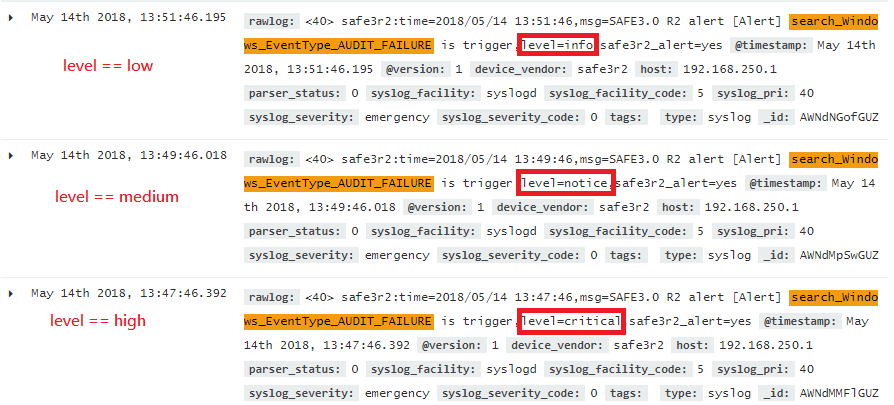 May 14th 2018, 13:51:46.195 rawlog: <40> safe3r2:time=2018/05/14 13:51:46,msg=SAFE3.0 R2 alert [Alert] search_Windo
level == low ws_EventType_AUDIT_FAILURE is trigger,level=info,safe3r2_alert=yes @timestamp: May 14th
2018, 13:51:46.195 @version: 1 device_vendor: safe3r2 host: 192.168.250.1
parser_status: 0 syslog_facility: syslogd syslog_facility_code: 5 syslog_pri: 40
syslog_severity: emergency syslog_severity_code: 0 tags: type: syslog _id: AWNdNGofGUZ
May 14th 2018, 13:49:46.018 rawlog: <40> safe3r2:time=2018/05/14 13:49:46,msg=SAFE3.0 R2 alert [Alert] search_Windo
level == medium ws_EventType_AUDIT_FAILURE is trigger,level=notice,safe3r2_alert=yes @timestamp: May 14
th 2018, 13:49:46.018 @version: 1 device_vendor: safe3r2 host: 192.168.250.1
parser_status: 0 syslog_facility: syslogd syslog_facility_code: 5 syslog_pri: 40
syslog_severity: emergency syslog_severity_code: 0 tags: type: syslog _id: AWNdMpSwGUZ
May 14th 2018, 13:47:46.392 rawlog: <40> safe3r2:time=2018/05/14 13:47:46,msg=SAFE3.0 R2 alert [Alert] search_Windo
level == high ws_EventType_AUDIT_FAILURE is trigger,level=critical,safe3r2_alert=yes @timestamp: May
14th 2018, 13:47:46.392 @version: 1 device_vendor: safe3r2 host: 192.168.250.1
parser_status: 0 syslog_facility: syslogd syslog_facility_code: 5 syslog_pri: 40
syslog_severity: emergency syslog_severity_code: 0 tags: type: syslog _id: AWNdMMFlGUZ